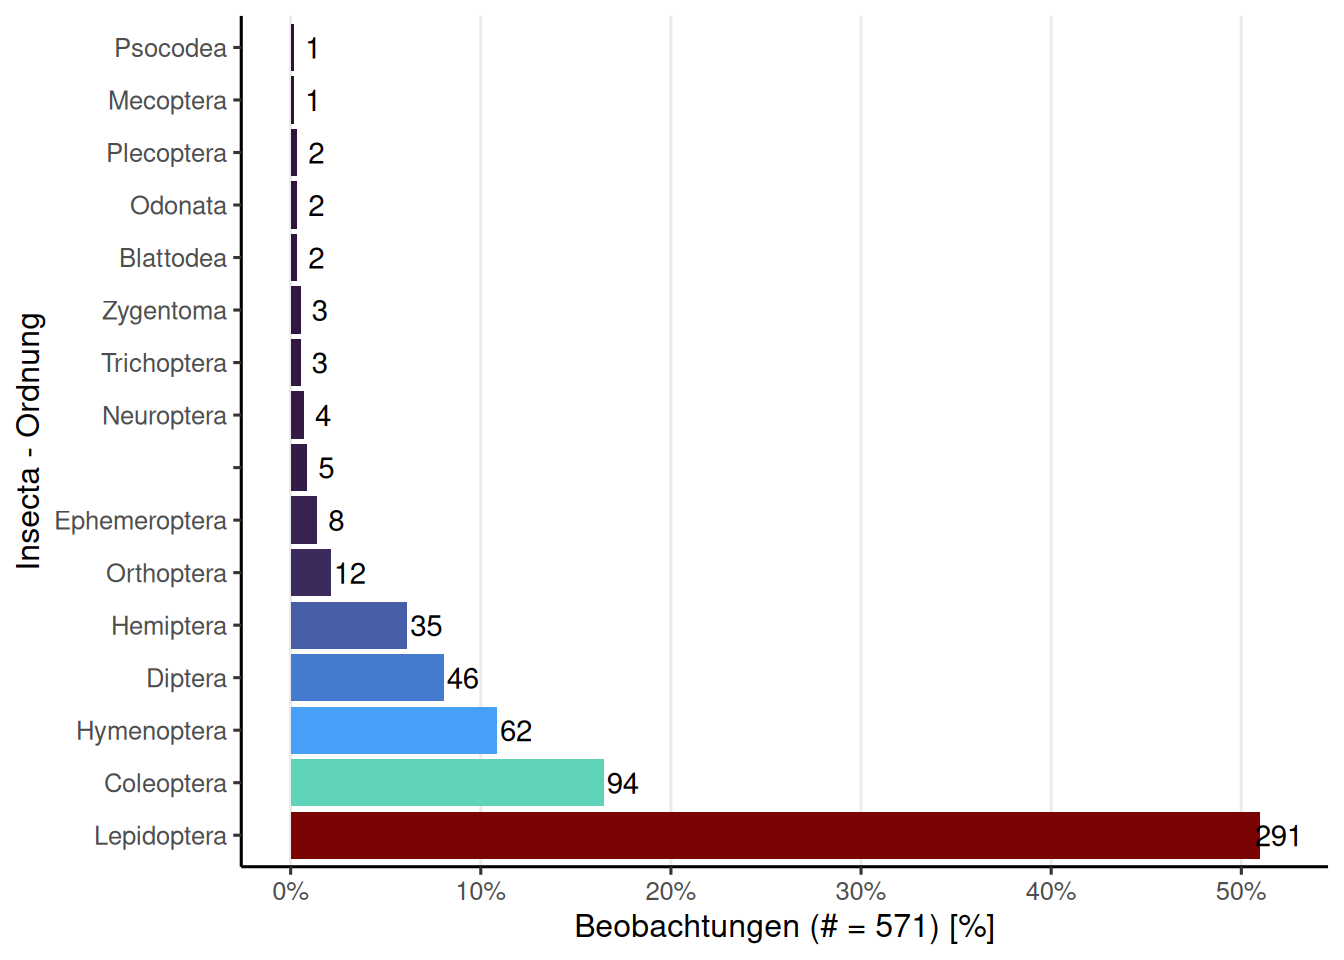 Insecta - Ordnung
Psocodea 1
Mecoptera 1
Plecoptera 2
Odonata 2
Blattodea 2
Zygentoma 3
Trichoptera 3
Neuroptera 4
5
Ephemeroptera 8
Orthoptera 12
Hemiptera 35
Diptera 46
Hymenoptera 62
Coleoptera 94
Lepidoptera 291
0% 10% 20% 30% 40% 50%
Beobachtungen (# = 571) [%]